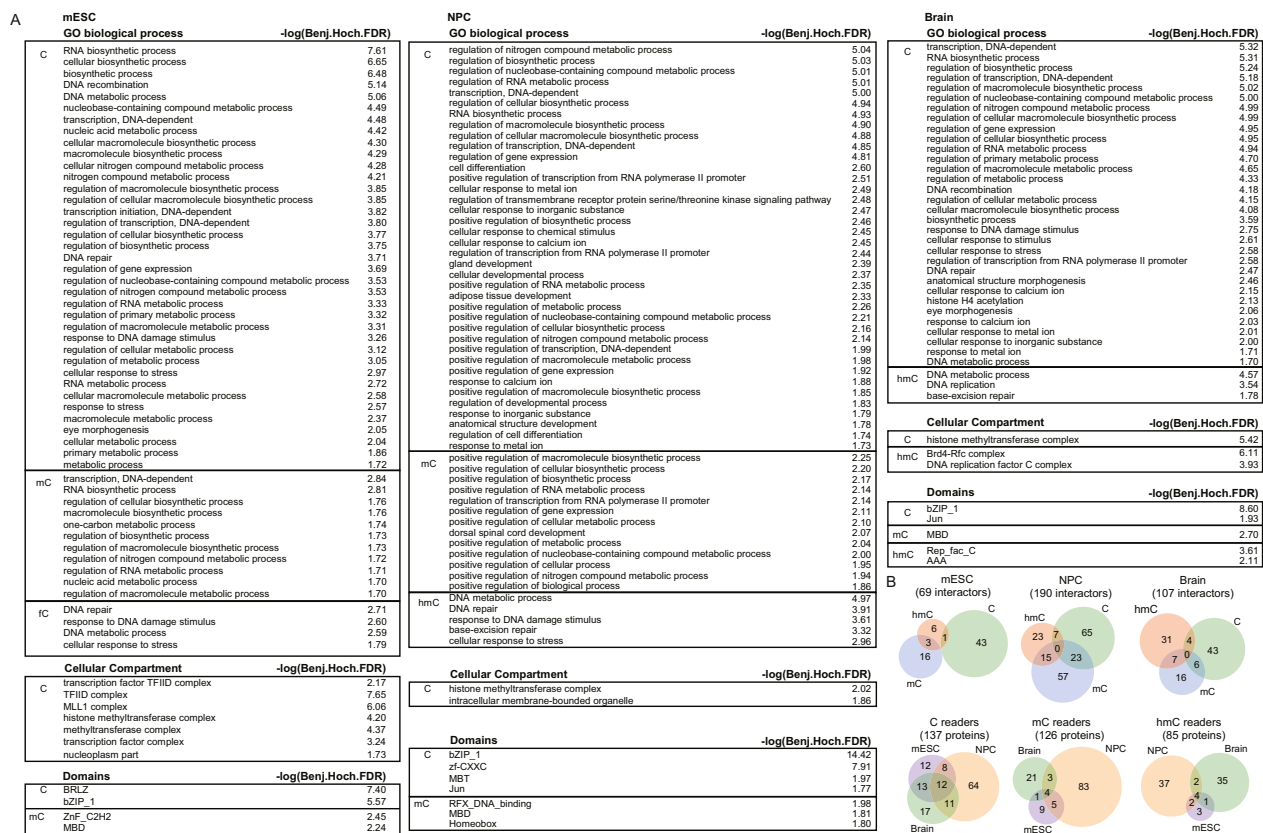 A
mESC
GO biological process -log(Benj.Hoch.FDR)
C
RNA biosynthetic process 7.61
cellular biosynthetic process 6.65
biosynthetic process 6.48
DNA recombination 5.14
DNA metabolic process 5.06
nucleobase-containing compound metabolic process 4.49
transcription, DNA-dependent 4.48
nucleic acid metabolic process 4.42
cellular macromolecule biosynthetic process 4.30
macromolecule biosynthetic process 4.29
cellular nitrogen compound metabolic process 4.28
nitrogen compound metabolic process 4.21
regulation of macromolecule biosynthetic process 3.85
regulation of cellular macromolecule biosynthetic process 3.85
transcription initiation, DNA-dependent 3.82
regulation of transcription, DNA-dependent 3.80
regulation of cellular biosynthetic process 3.77
regulation of biosynthetic process 3.75
DNA repair 3.71
regulation of gene expression 3.69
regulation of nucleobase-containing compound metabolic process 3.53
regulation of nitrogen compound metabolic process 3.53
regulation of RNA metabolic process 3.33
regulation of primary metabolic process 3.32
regulation of macromolecule metabolic process 3.31
response to DNA damage stimulus 3.26
regulation of cellular metabolic process 3.12
regulation of metabolic process 3.05
cellular response to stress 2.97
RNA metabolic process 2.72
cellular macromolecule metabolic process 2.58
response to stress 2.57
macromolecule metabolic process 2.37
eye morphogenesis 2.05
cellular metabolic process 2.04
primary metabolic process 1.86
metabolic process 1.72
mC
transcription, DNA-dependent 2.84
RNA biosynthetic process 2.81
regulation of cellular biosynthetic process 1.76
macromolecule biosynthetic process 1.76
one-carbon metabolic process 1.74
regulation of biosynthetic process 1.73
regulation of macromolecule biosynthetic process 1.73
regulation of nitrogen compound metabolic process 1.72
regulation of RNA metabolic process 1.71
nucleic acid metabolic process 1.70
regulation of macromolecule metabolic process 1.70
fC
DNA repair 2.71
response to DNA damage stimulus 2.60
DNA metabolic process 2.59
cellular response to stress 1.79
Cellular Compartment -log(Benj.Hoch.FDR)
C
transcription factor TFIID complex 2.17
TFIID complex 7.65
MLL1 complex 6.06
histone methyltransferase complex 4.20
methyltransferase complex 4.37
transcription factor complex 3.24
nucleoplasm part 1.73
Domains -log(Benj.Hoch.FDR)
C
BRLZ 7.40
bZIP_1 5.57
mC
ZnF_C2H2 2.45
MBD 2.24
NPC
GO biological process -log(Benj.Hoch.FDR)
C
regulation of nitrogen compound metabolic process 5.04
regulation of biosynthetic process 5.03
regulation of nucleobase-containing compound metabolic process 5.01
regulation of RNA metabolic process 5.01
transcription, DNA-dependent 5.00
regulation of cellular biosynthetic process 4.94
RNA biosynthetic process 4.93
regulation of macromolecule biosynthetic process 4.90
regulation of cellular macromolecule biosynthetic process 4.88
regulation of transcription, DNA-dependent 4.85
regulation of gene expression 4.81
cell differentiation 2.60
positive regulation of transcription from RNA polymerase II promoter 2.51
cellular response to metal ion 2.49
regulation of transmembrane receptor protein serine/threonine kinase signaling pathway 2.48
cellular response to inorganic substance 2.47
positive regulation of biosynthetic process 2.46
cellular response to chemical stimulus 2.45
cellular response to calcium ion 2.45
regulation of transcription from RNA polymerase II promoter 2.44
gland development 2.39
cellular developmental process 2.37
positive regulation of RNA metabolic process 2.35
adipose tissue development 2.33
positive regulation of metabolic process 2.26
positive regulation of nucleobase-containing compound metabolic process 2.21
positive regulation of cellular biosynthetic process 2.16
positive regulation of nitrogen compound metabolic process 2.14
positive regulation of transcription, DNA-dependent 1.99
positive regulation of macromolecule metabolic process 1.98
positive regulation of gene expression 1.92
response to calcium ion 1.88
positive regulation of macromolecule biosynthetic process 1.85
regulation of developmental process 1.83
response to inorganic substance 1.79
anatomical structure development 1.78
regulation of cell differentiation 1.74
response to metal ion 1.73
mC
positive regulation of macromolecule biosynthetic process 2.25
positive regulation of cellular biosynthetic process 2.20
positive regulation of biosynthetic process 2.17
positive regulation of RNA metabolic process 2.14
regulation of transcription from RNA polymerase II promoter 2.14
positive regulation of gene expression 2.11
positive regulation of cellular metabolic process 2.10
dorsal spinal cord development 2.07
positive regulation of metabolic process 2.04
positive regulation of nucleobase-containing compound metabolic process 2.00
positive regulation of cellular process 1.95
positive regulation of nitrogen compound metabolic process 1.94
positive regulation of biological process 1.86
hmC
DNA metabolic process 4.97
DNA repair 3.91
response to DNA damage stimulus 3.61
base-excision repair 3.32
cellular response to stress 2.96
Cellular Compartment -log(Benj.Hoch.FDR)
C
histone methyltransferase complex 2.02
intracellular membrane-bounded organelle 1.86
Domains -log(Benj.Hoch.FDR)
C
bZIP_1 14.42
zf-CXXC 7.91
MBT 1.97
Jun 1.77
mC
RFX_DNA_binding 1.98
MBD 1.81
Homeobox 1.80
Brain
GO biological process -log(Benj.Hoch.FDR)
C
transcription, DNA-dependent 5.32
RNA biosynthetic process 5.31
regulation of biosynthetic process 5.24
regulation of transcription, DNA-dependent 5.18
regulation of macromolecule biosynthetic process 5.02
regulation of nucleobase-containing compound metabolic process 5.00
regulation of nitrogen compound metabolic process 4.99
regulation of cellular macromolecule biosynthetic process 4.99
regulation of gene expression 4.95
regulation of cellular biosynthetic process 4.95
regulation of RNA metabolic process 4.94
regulation of primary metabolic process 4.70
regulation of macromolecule metabolic process 4.65
regulation of metabolic process 4.33
DNA recombination 4.18
regulation of cellular metabolic process 4.15
cellular macromolecule biosynthetic process 4.08
biosynthetic process 3.59
response to DNA damage stimulus 2.75
cellular response to stimulus 2.61
cellular response to stress 2.58
regulation of transcription from RNA polymerase II promoter 2.58
DNA repair 2.47
anatomical structure morphogenesis 2.46
cellular response to calcium ion 2.15
histone H4 acetylation 2.13
eye morphogenesis 2.06
response to calcium ion 2.03
cellular response to metal ion 2.01
cellular response to inorganic substance 2.00
response to metal ion 1.71
DNA metabolic process 1.70
hmC
DNA metabolic process 4.57
DNA replication 3.54
base-excision repair 1.78
Cellular Compartment -log(Benj.Hoch.FDR)
C
histone methyltransferase complex 5.42
hmC
Brd4-Rfc complex 6.11
DNA replication factor C complex 3.93
Domains -log(Benj.Hoch.FDR)
C
bZIP_1 8.60
Jun 1.93
mC
MBD 2.70
hmC
Rep_fac_C 3.61
AAA 2.11
B
mESC
(69 interactors)
hmC
C
6
1
3
43
16
mC
NPC
(190 interactors)
hmC
C
23
7
65
0
15
23
57
mC
Brain
(107 interactors)
hmC
C
31
4
43
0
7
6
16
mC
C readers
(137 proteins)
mESC
NPC
12
8
13
12
64
11
17
Brain
mC readers
(126 proteins)
Brain
NPC
21
3
83
1
4
9
5
mESC
hmC readers
(85 proteins)
NPC
Brain
37
2
35
4
2
1
3
mESC